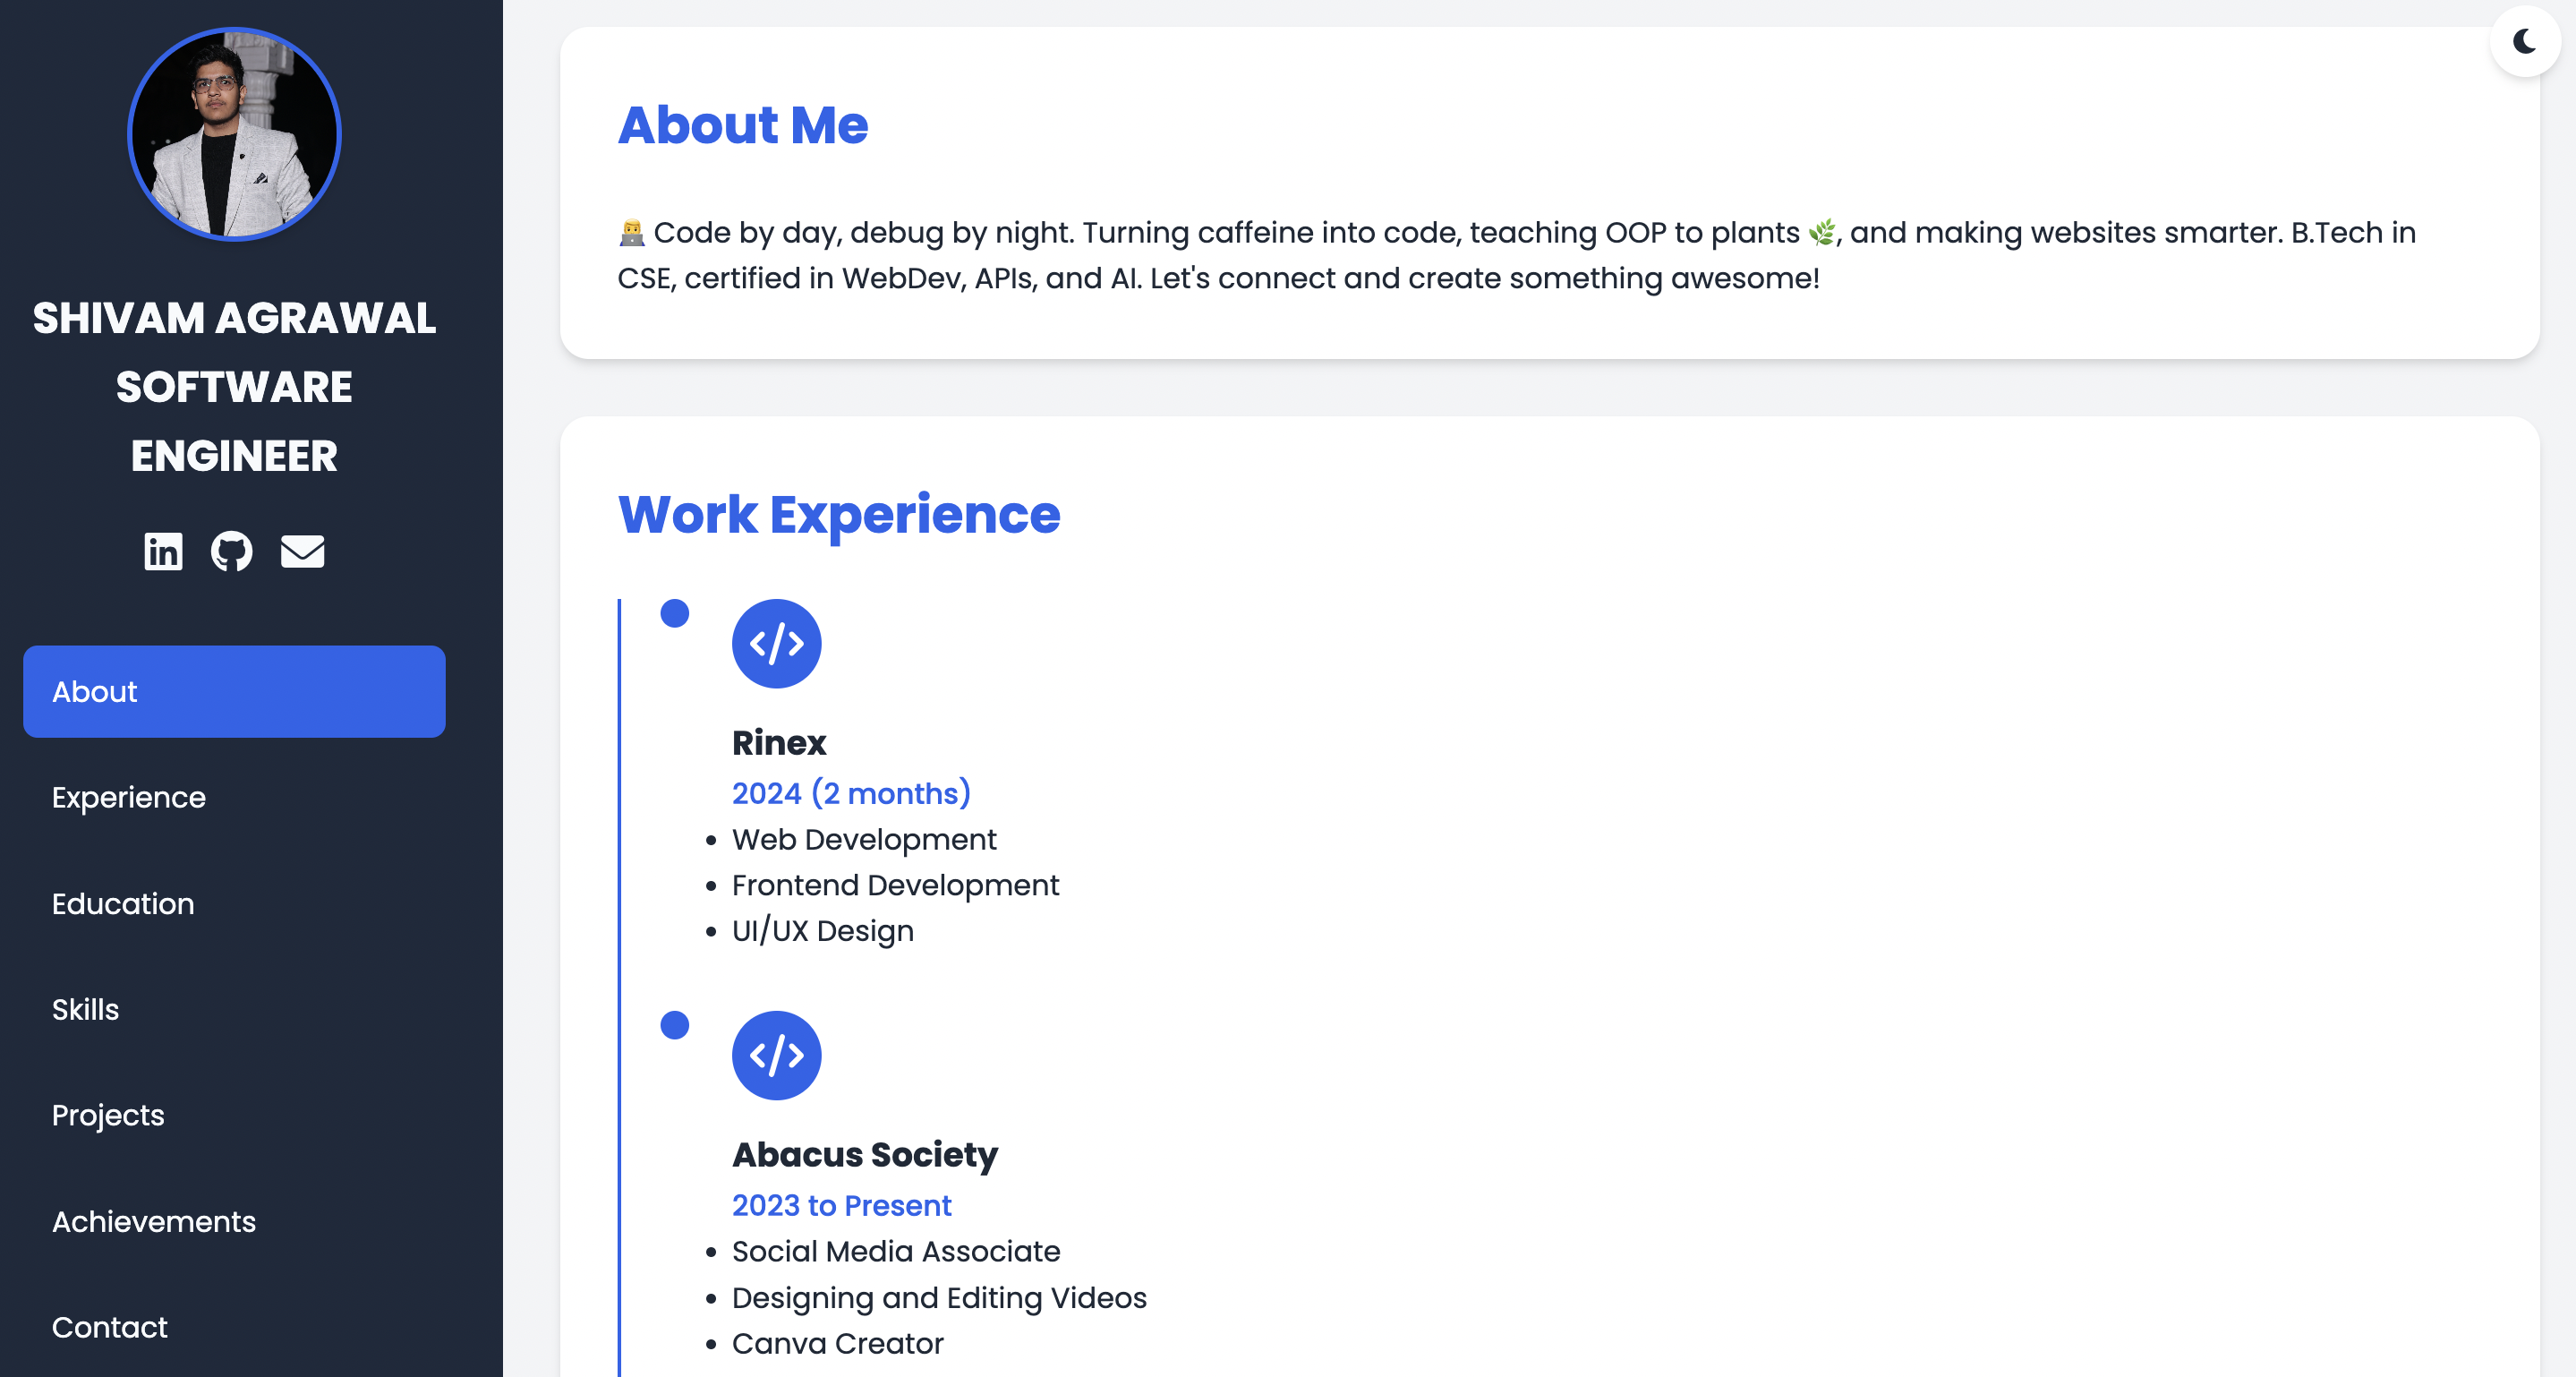 SHIVAM AGRAWAL
SOFTWARE
ENGINEER
in
About
Experience
Education
Skills
Projects
Achievements
Contact
About Me
👨‍💻 Code by day, debug by night. Turning caffeine into code, teaching OOP to plants 🌿, and making websites smarter. B.Tech in
CSE, certified in WebDev, APIs, and AI. Let's connect and create something awesome!
Work Experience
</>
Rinex
2024 (2 months)
• Web Development
• Frontend Development
• UI/UX Design
</>
Abacus Society
2023 to Present
• Social Media Associate
• Designing and Editing Videos
• Canva Creator